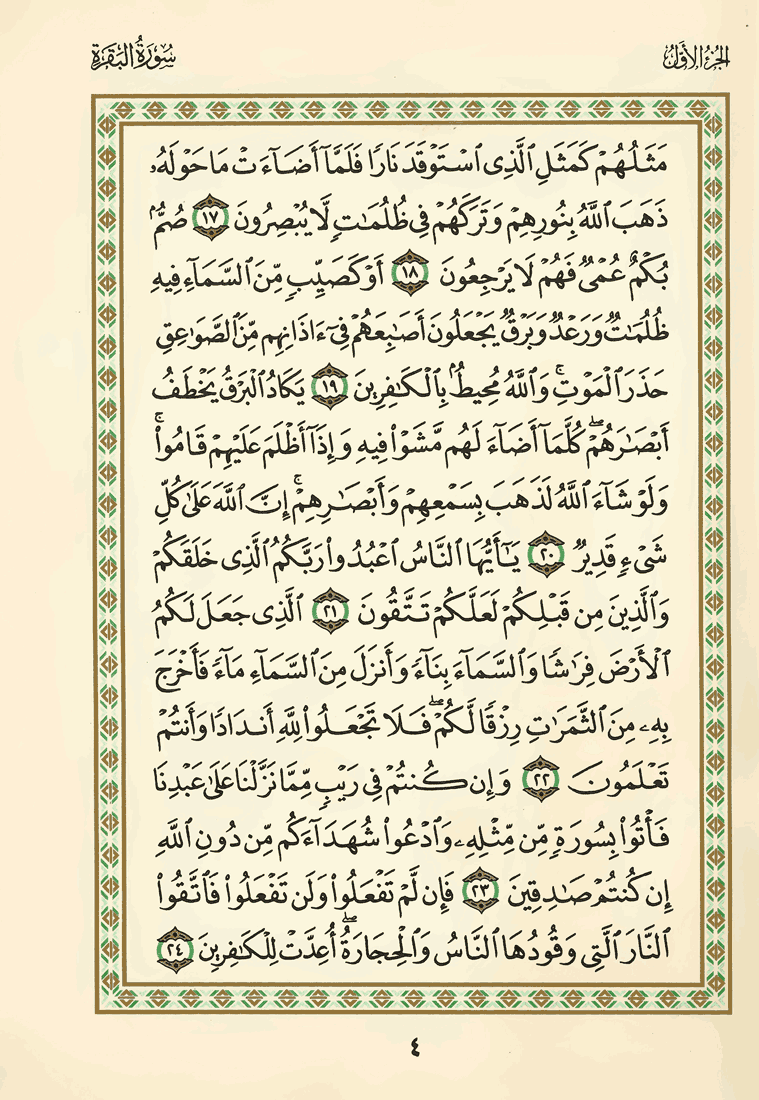 الجزء الأول
سورة البقرة
مَثَلُهُمْ كَمَثَلِ ٱلَّذِى ٱسْتَوْقَدَ نَارًا فَلَمَّآ أَضَآءَتْ مَا حَوْلَهُۥ
ذَهَبَ ٱللَّهُ بِنُورِهِمْ وَتَرَكَهُمْ فِى ظُلُمَـٰتٍ لَّا يُبْصِرُونَ ١٧ صُمٌّۢ
بُكْمٌ عُمْىٌ فَهُمْ لَا يَرْجِعُونَ ١٨ أَوْ كَصَيِّبٍ مِّنَ ٱلسَّمَآءِ فِيهِ
ظُلُمَـٰتٌ وَرَعْدٌ وَبَرْقٌ يَجْعَلُونَ أَصَـٰبِعَهُمْ فِىٓ ءَاذَانِهِم مِّنَ ٱلصَّوَٰعِقِ
حَذَرَ ٱلْمَوْتِ ۚ وَٱللَّهُ مُحِيطٌۢ بِٱلْكَـٰفِرِينَ ١٩ يَكَادُ ٱلْبَرْقُ يَخْطَفُ
أَبْصَـٰرَهُمْ ۖ كُلَّمَآ أَضَآءَ لَهُم مَّشَوْا۟ فِيهِ وَإِذَآ أَظْلَمَ عَلَيْهِمْ قَامُوا۟ ۚ
وَلَوْ شَآءَ ٱللَّهُ لَذَهَبَ بِسَمْعِهِمْ وَأَبْصَـٰرِهِمْ ۚ إِنَّ ٱللَّهَ عَلَىٰ كُلِّ
شَىْءٍ قَدِيرٌ ٢٠ يَـٰٓأَيُّهَا ٱلنَّاسُ ٱعْبُدُوا۟ رَبَّكُمُ ٱلَّذِى خَلَقَكُمْ
وَٱلَّذِينَ مِن قَبْلِكُمْ لَعَلَّكُمْ تَتَّقُونَ ٢١ ٱلَّذِى جَعَلَ لَكُمُ
ٱلْأَرْضَ فِرَٰشًا وَٱلسَّمَآءَ بِنَآءً وَأَنزَلَ مِنَ ٱلسَّمَآءِ مَآءً فَأَخْرَجَ
بِهِۦ مِنَ ٱلثَّمَرَٰتِ رِزْقًا لَّكُمْ ۖ فَلَا تَجْعَلُوا۟ لِلَّهِ أَندَادًا وَأَنتُمْ
تَعْلَمُونَ ٢٢ وَإِن كُنتُمْ فِى رَيْبٍ مِّمَّا نَزَّلْنَا عَلَىٰ عَبْدِنَا
فَأْتُوا۟ بِسُورَةٍ مِّن مِّثْلِهِۦ وَٱدْعُوا۟ شُهَدَآءَكُم مِّن دُونِ ٱللَّهِ
إِن كُنتُمْ صَـٰدِقِينَ ٢٣ فَإِن لَّمْ تَفْعَلُوا۟ وَلَن تَفْعَلُوا۟ فَٱتَّقُوا۟
ٱلنَّارَ ٱلَّتِى وَقُودُهَا ٱلنَّاسُ وَٱلْحِجَارَةُ ۖ أُعِدَّتْ لِلْكَـٰفِرِينَ ٢٤
٤